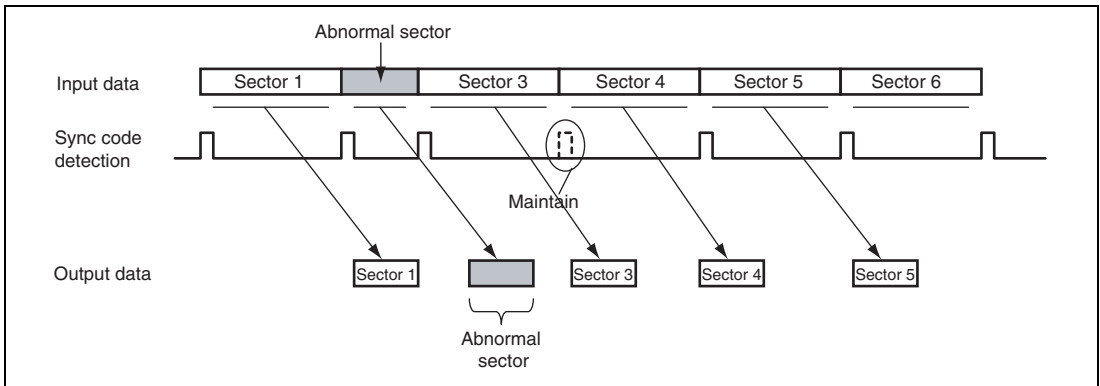 Abnormal sector
Input data
Sector 1
Sector 3
Sector 4
Sector 5
Sector 6
Sync code
detection
Maintain
Output data
Sector 1
Sector 3
Sector 4
Sector 5
Abnormal
sector